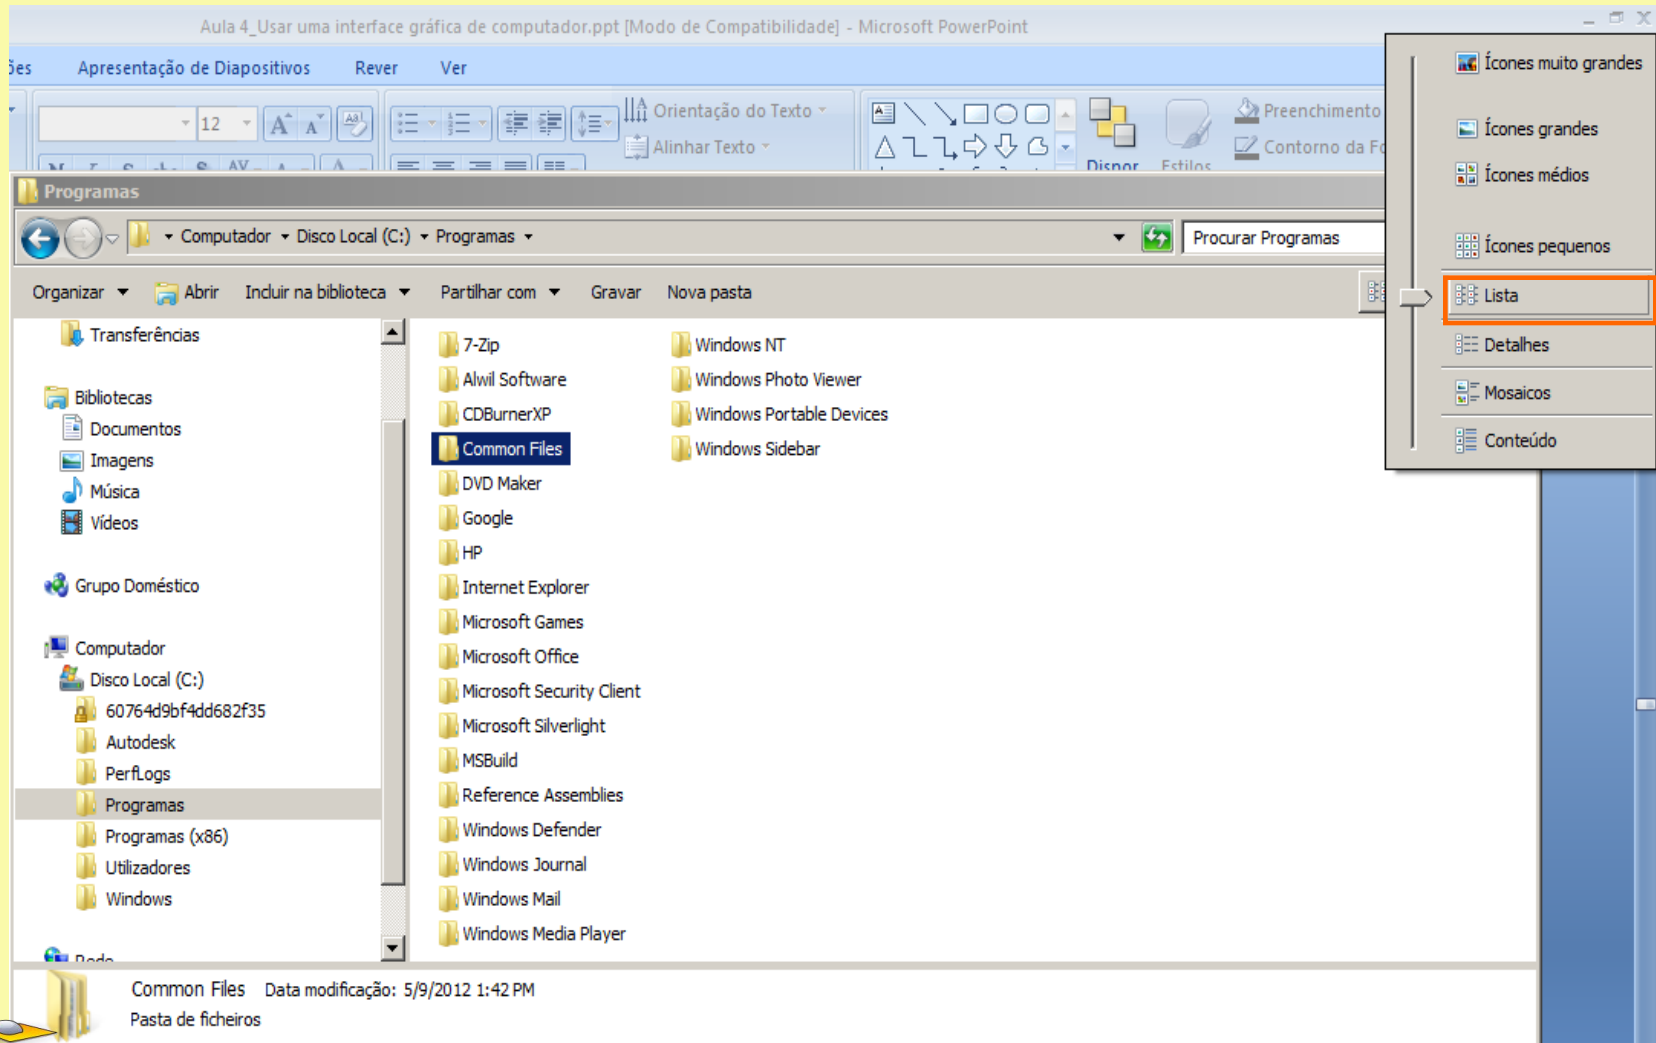 Aula 4_Usar uma interface gráfica de computador.ppt [Modo de Compatibilidade] - Microsoft PowerPoint
ões Apresentação de Diapositivos Rever Ver
12 Orientação do Texto Preenchimento
Alinhar Texto Contorno da Fo
Dispor Estilos
Programas
Computador Disco Local (C:) Programas Procurar Programas
Organizar Abrir Incluir na biblioteca Partilhar com Gravar Nova pasta
Transferências
Bibliotecas
Documentos
Imagens
Música
Vídeos
Grupo Doméstico
Computador
Disco Local (C:)
60764d9bf4dd682f35
Autodesk
PerfLogs
Programas
Programas (x86)
Utilizadores
Windows
Rede
7-Zip
Alwil Software
CDBurnerXP
Common Files
DVD Maker
Google
HP
Internet Explorer
Microsoft Games
Microsoft Office
Microsoft Security Client
Microsoft Silverlight
MSBuild
Reference Assemblies
Windows Defender
Windows Journal
Windows Mail
Windows Media Player
Windows NT
Windows Photo Viewer
Windows Portable Devices
Windows Sidebar
Ícones muito grandes
Ícones grandes
Ícones médios
Ícones pequenos
Lista
Detalhes
Mosaicos
Conteúdo
Common Files Data modificação: 5/9/2012 1:42 PM
Pasta de ficheiros